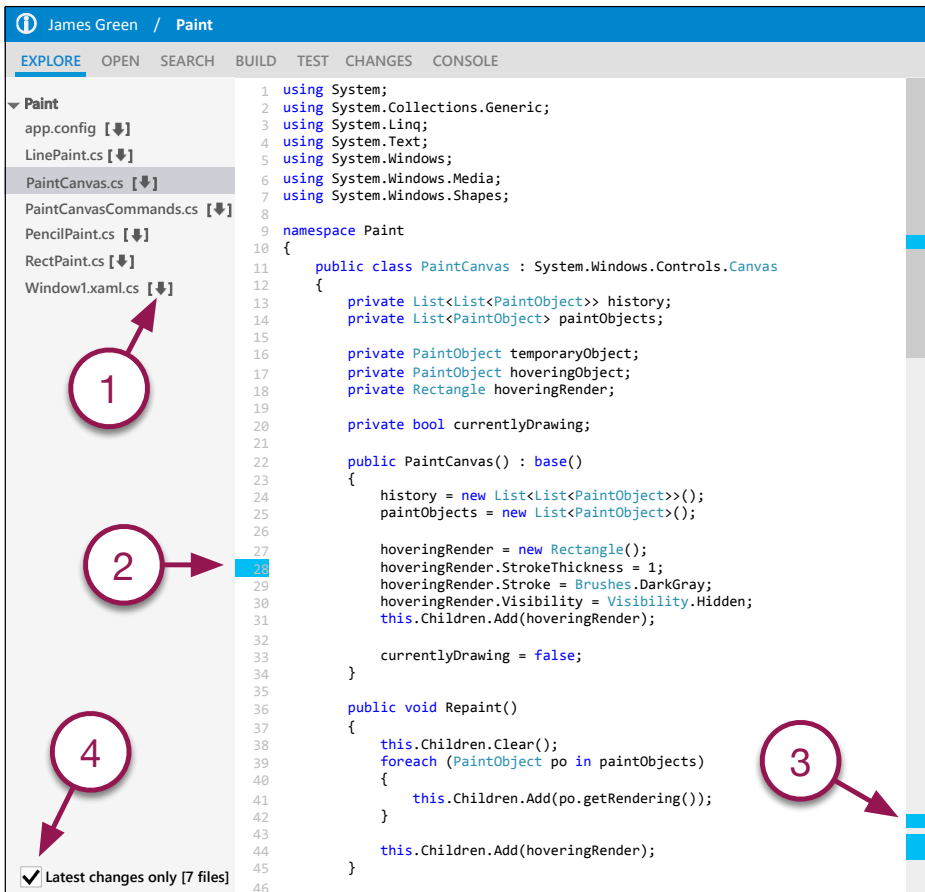 James Green / Paint
EXPLORE OPEN SEARCH BUILD TEST CHANGES CONSOLE
Paint
app.config [⬇]
LinePaint.cs [⬇]
PaintCanvas.cs [⬇]
PaintCanvasCommands.cs [⬇]
PencilPaint.cs [⬇]
RectPaint.cs [⬇]
Window1.xaml.cs [⬇]
1
2
4
Latest changes only [7 files]
1 using System;
2 using System.Collections.Generic;
3 using System.Linq;
4 using System.Text;
5 using System.Windows;
6 using System.Windows.Media;
7 using System.Windows.Shapes;
8
9 namespace Paint
10 {
11     public class PaintCanvas : System.Windows.Controls.Canvas
12     {
13         private List<List<PaintObject>> history;
14         private List<PaintObject> paintObjects;
15
16         private PaintObject temporaryObject;
17         private PaintObject hoveringObject;
18         private Rectangle hoveringRender;
19
20         private bool currentlyDrawing;
21
22         public PaintCanvas() : base()
23         {
24             history = new List<List<PaintObject>>();
25             paintObjects = new List<PaintObject>();
26
27             hoveringRender = new Rectangle();
28             hoveringRender.StrokeThickness = 1;
29             hoveringRender.Stroke = Brushes.DarkGray;
30             hoveringRender.Visibility = Visibility.Hidden;
31             this.Children.Add(hoveringRender);
32
33             currentlyDrawing = false;
34         }
35
36         public void Repaint()
37         {
38             this.Children.Clear();
39             foreach (PaintObject po in paintObjects)
40             {
41                 this.Children.Add(po.getRendering());
42             }
43
44             this.Children.Add(hoveringRender);
45         }
46
3